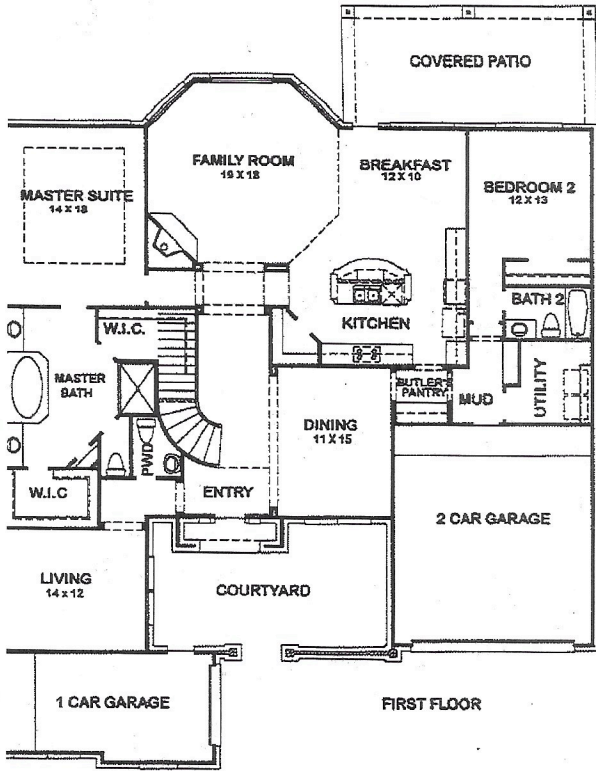 COVERED PATIO
FAMILY ROOM
19 X 18
BREAKFAST
12 X 10
MASTER SUITE
14 X 18
BEDROOM 2
12 X 13
BATH 2
W.I.C.
KITCHEN
MASTER
BATH
BUTLER'S
PANTRY
MUD
UTILITY
DINING
11 X 15
PWD
W.I.C
ENTRY
2 CAR GARAGE
LIVING
14 x 12
COURTYARD
1 CAR GARAGE
FIRST FLOOR